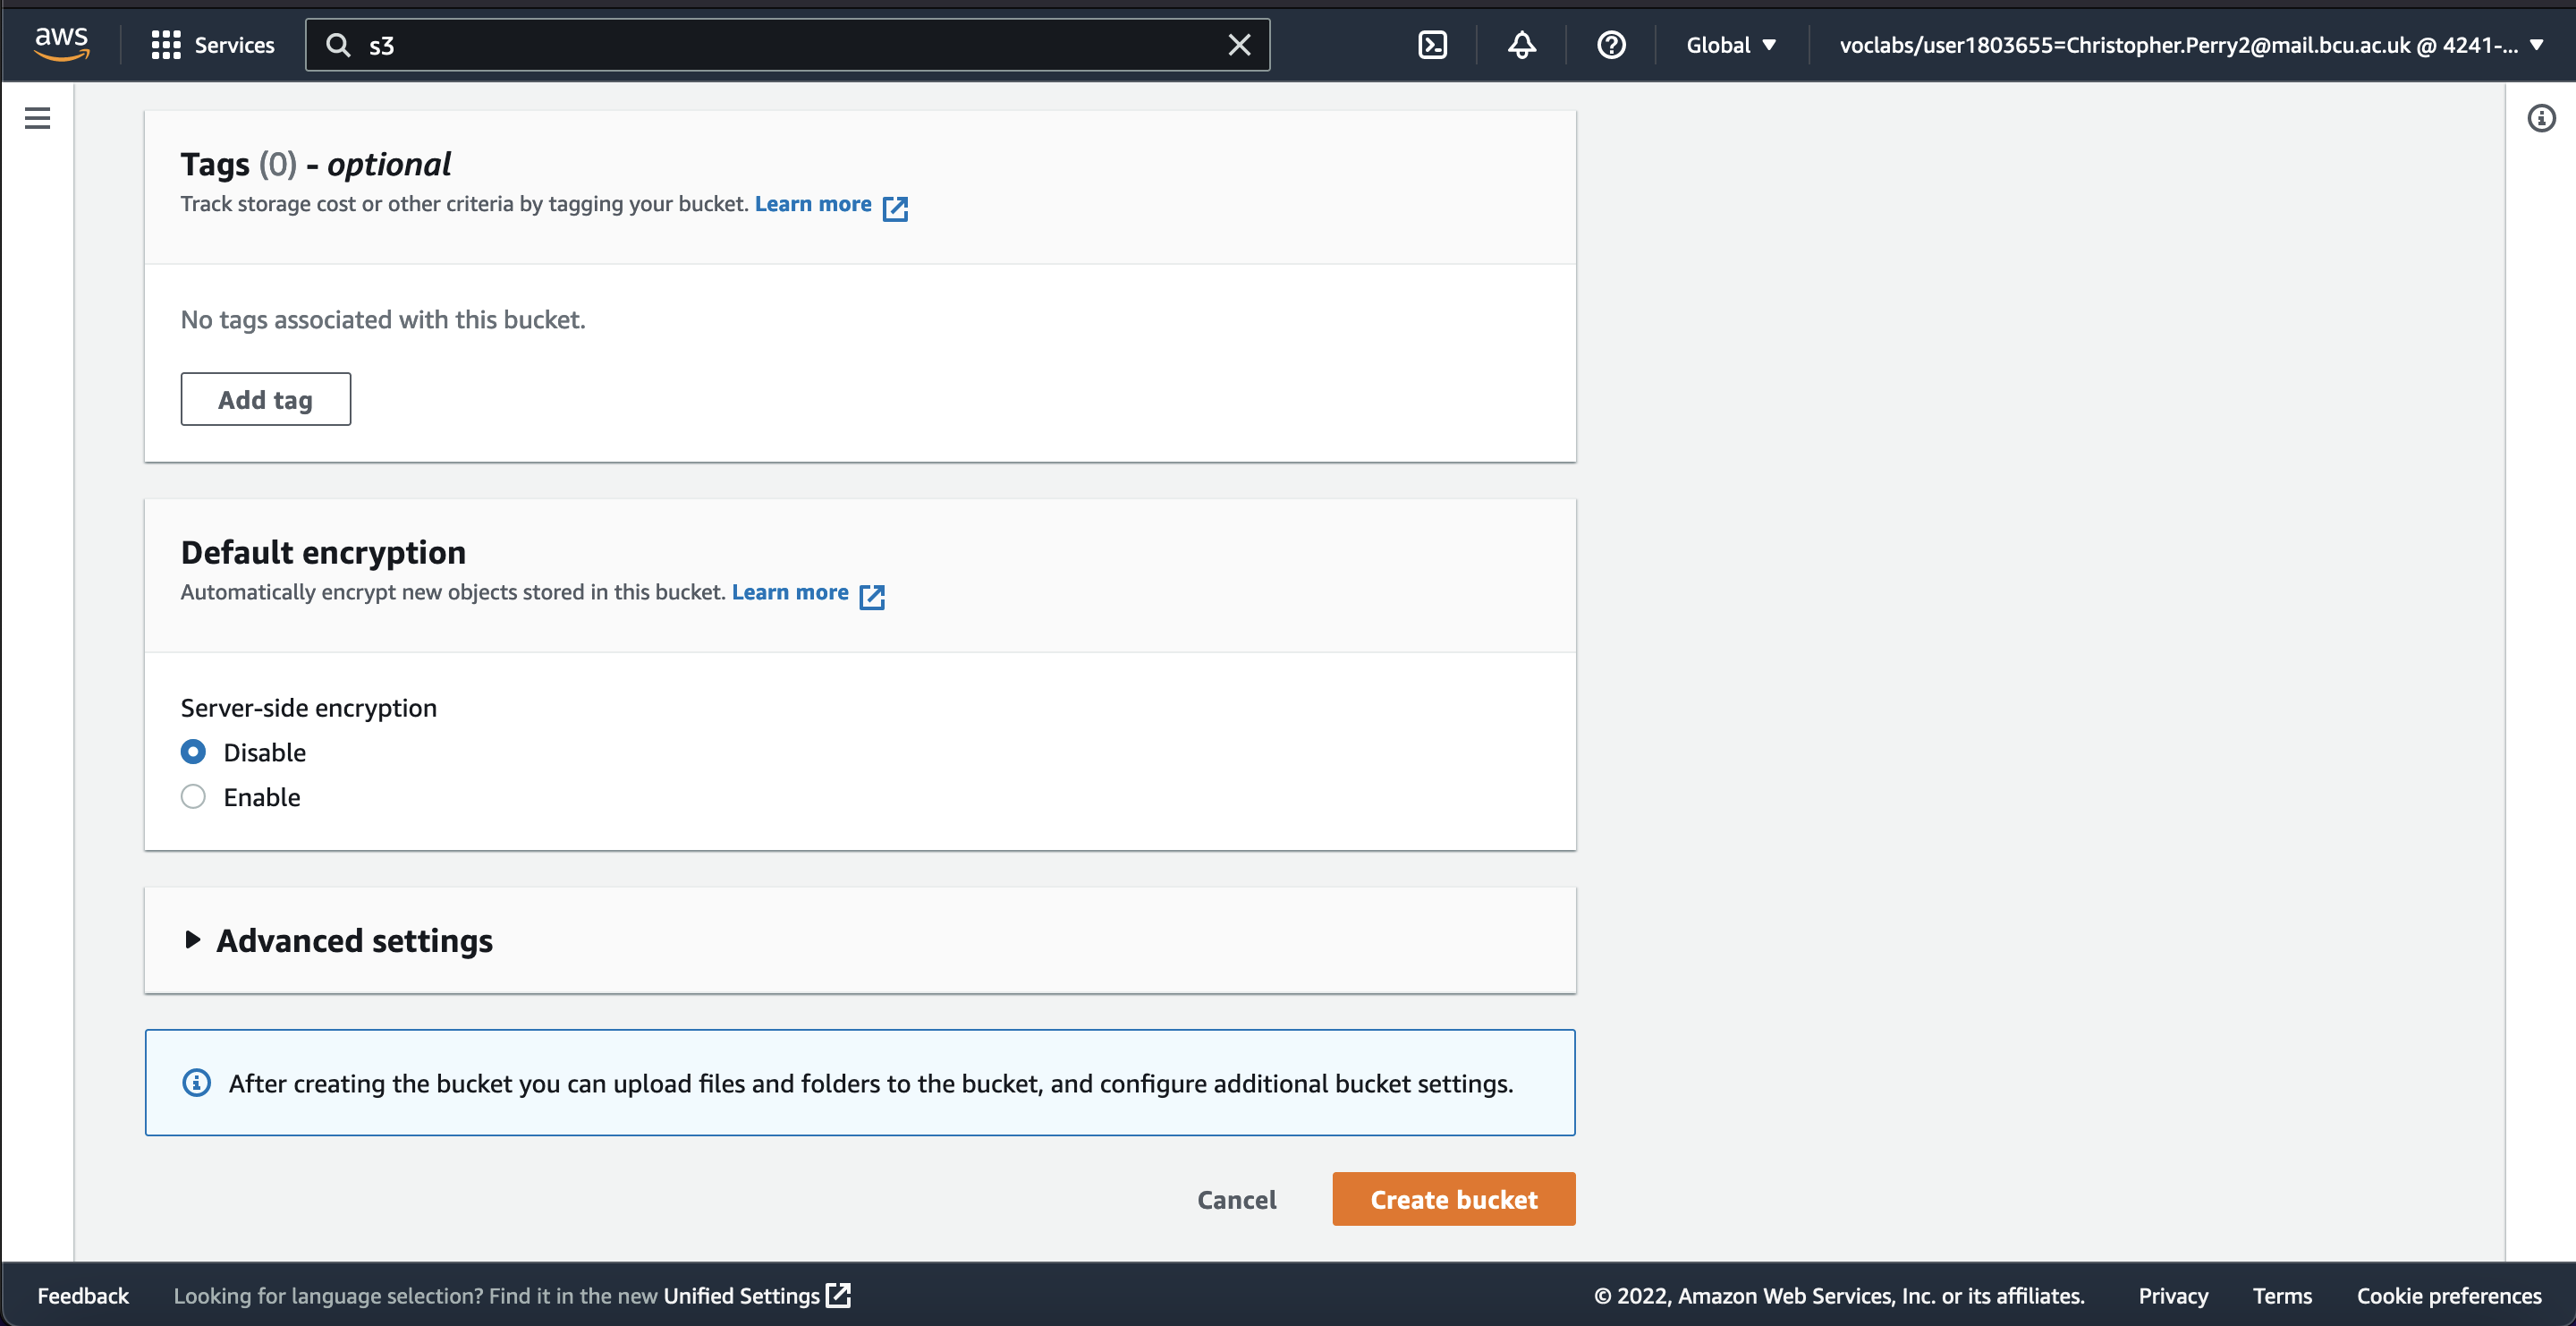 aws
Services
s3
Global
voclabs/user1803655=Christopher.Perry2@mail.bcu.ac.uk @ 4241-...
Tags (0) - optional
Track storage cost or other criteria by tagging your bucket. Learn more
No tags associated with this bucket.
Add tag
Default encryption
Automatically encrypt new objects stored in this bucket. Learn more
Server-side encryption
Disable
Enable
Advanced settings
After creating the bucket you can upload files and folders to the bucket, and configure additional bucket settings.
Cancel
Create bucket
Feedback
Looking for language selection? Find it in the new Unified Settings
© 2022, Amazon Web Services, Inc. or its affiliates.
Privacy
Terms
Cookie preferences